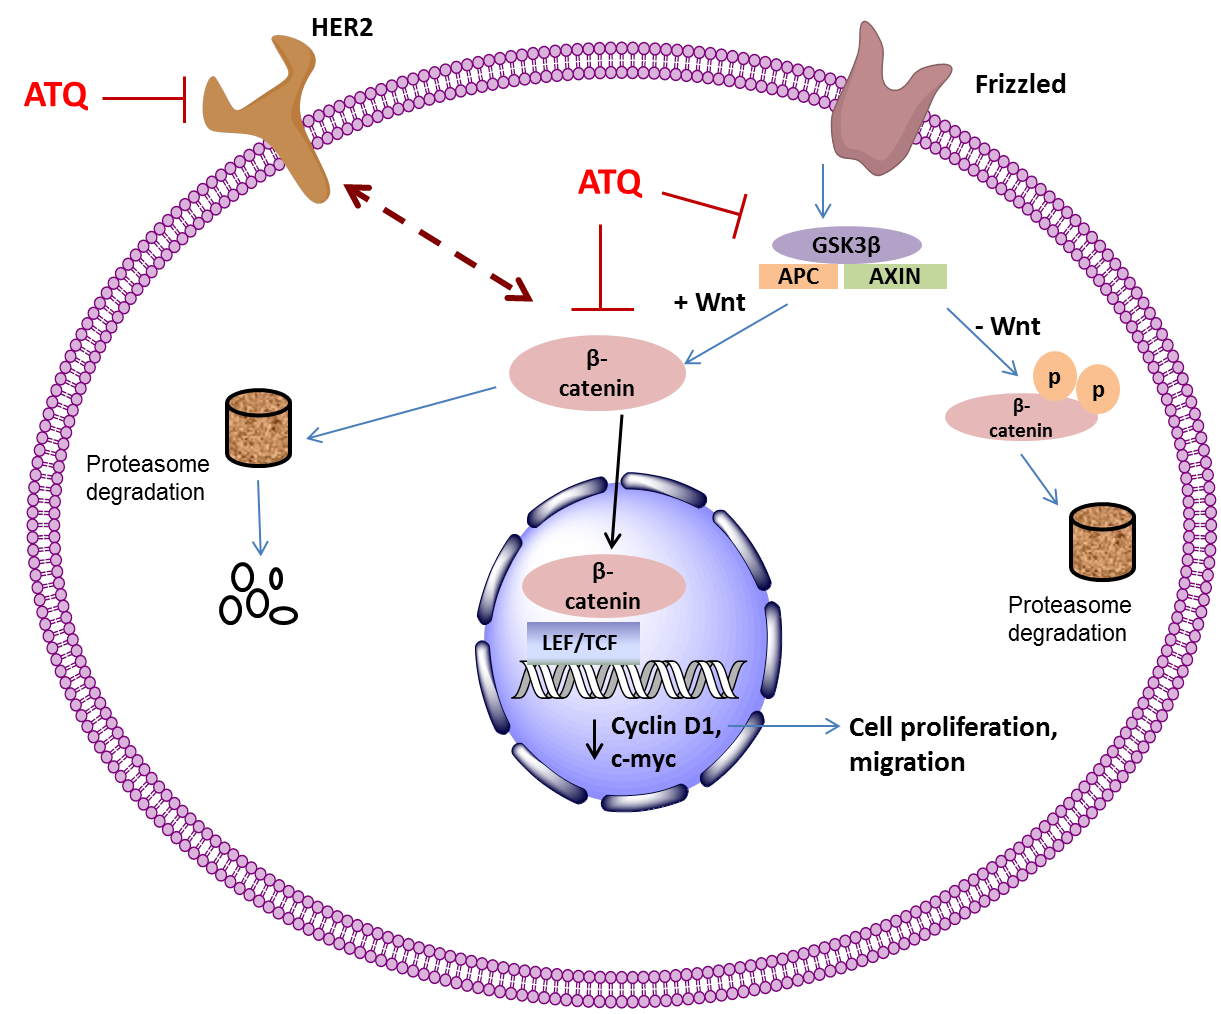 HER2
ATQ
Frizzled
ATQ
GSK3β
APC
AXIN
+ Wnt
- Wnt
β-
catenin
p
p
β-
catenin
Proteasome
degradation
β-
catenin
LEF/TCF
Cyclin D1,
c-myc
Cell proliferation,
migration
Proteasome
degradation